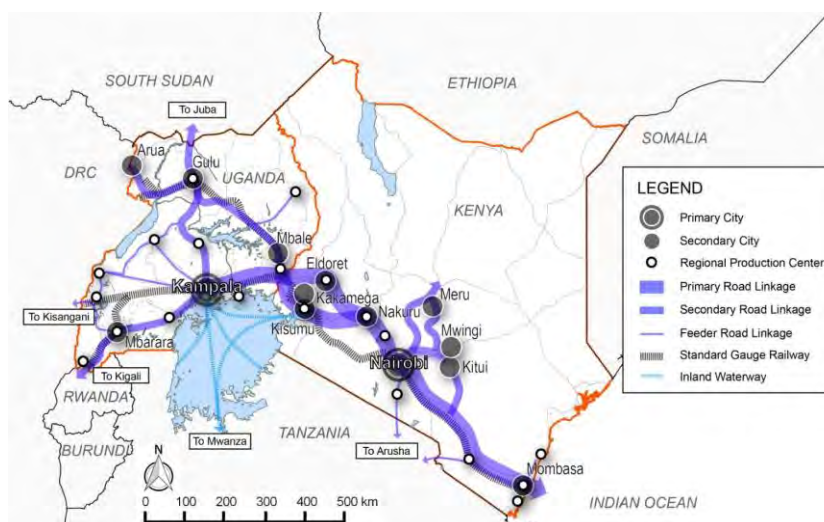 SOUTH SUDAN
ETHIOPIA
To Juba
SOMALIA
Arua
Gulu
DRC
UGANDA
LEGEND
Primary City
Secondary City
Regional Production Center
Primary Road Linkage
Secondary Road Linkage
Feeder Road Linkage
Standard Gauge Railway
Inland Waterway
KENYA
Mbale
Eldoret
Kampala
Kakamega
Meru
To Kisangani
Kisumu
Nakuru
Mwingi
Mbarara
Nairobi
Kitui
To Kigali
RWANDA
To Mwanza
TANZANIA
To Arusha
BURUNDI
N
Mombasa
0 100 200 300 400 500 km
INDIAN OCEAN